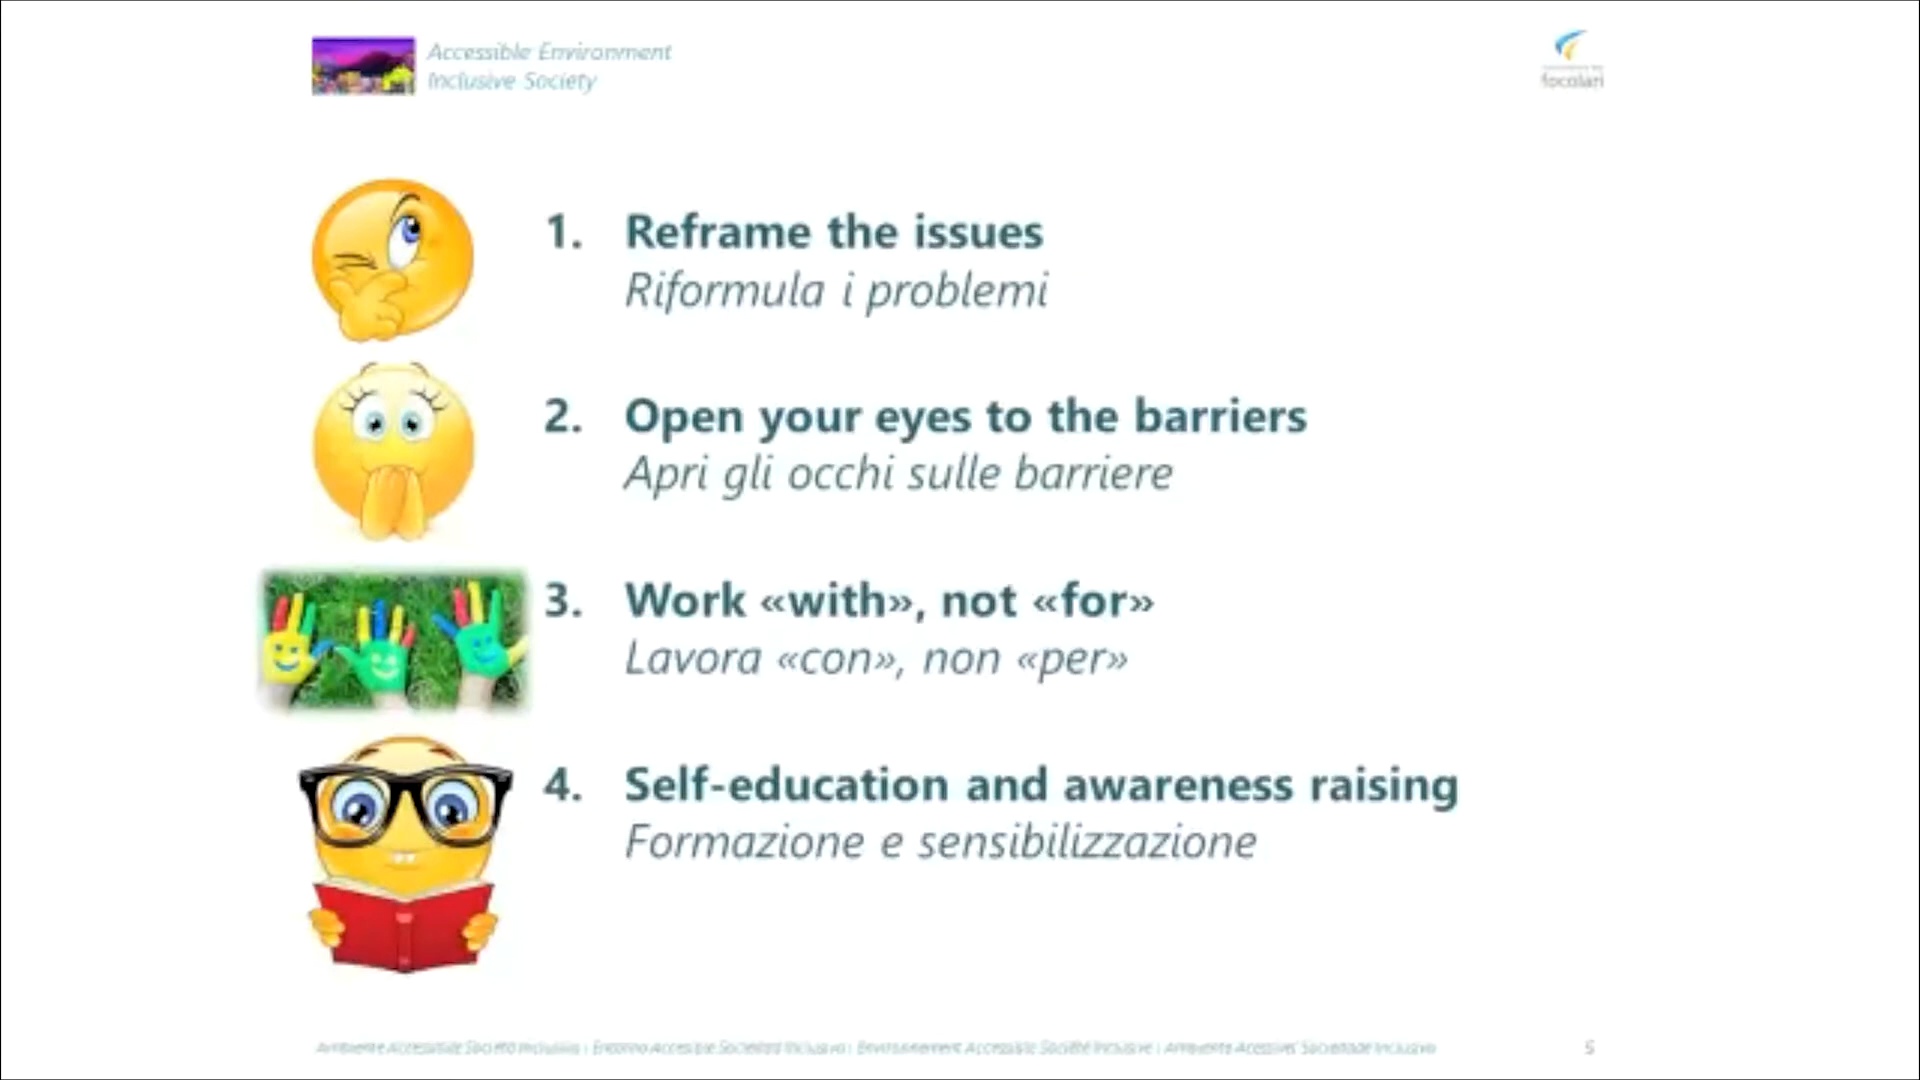 Accessible Environment
Inclusive Society
focolari
1. Reframe the issues
Riformula i problemi
2. Open your eyes to the barriers
Apri gli occhi sulle barriere
3. Work «with», not «for»
Lavora «con», non «per»
4. Self-education and awareness raising
Formazione e sensibilizzazione
Ambiente Accessibile Società Inclusiva | Entorno Accesible Sociedad Inclusiva | Environnement Accessible Société Inclusive | Ambiente Acessível Sociedade Inclusiva
5